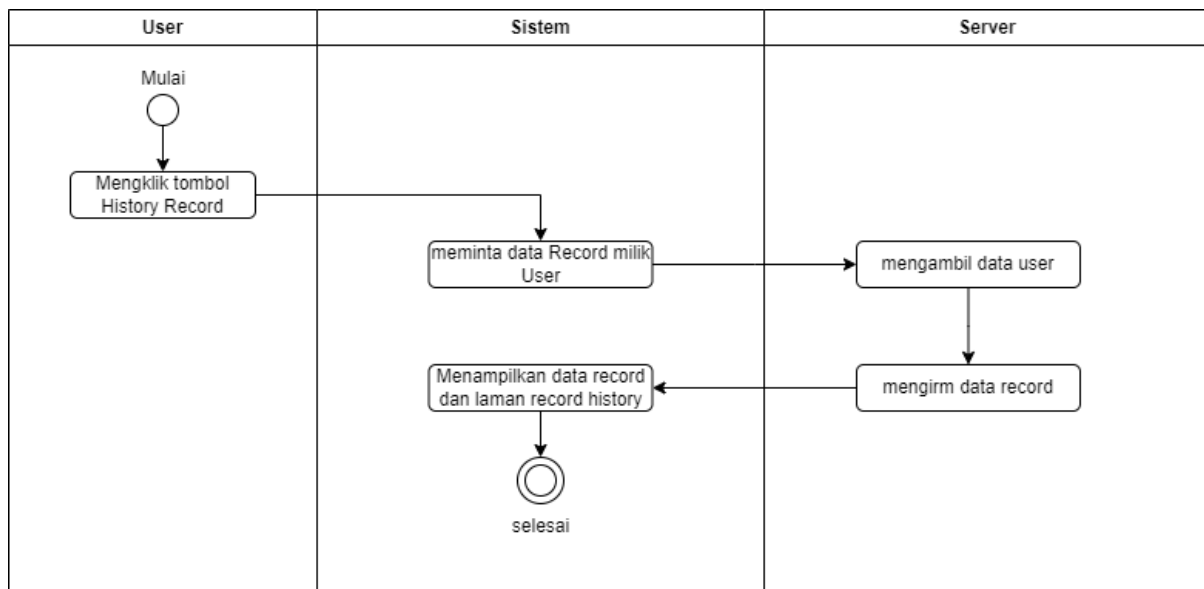 User
Sistem
Server
Mulai
Mengklik tombol
History Record
meminta data Record milik
User
mengambil data user
Menampilkan data record
dan laman record history
mengirm data record
selesai